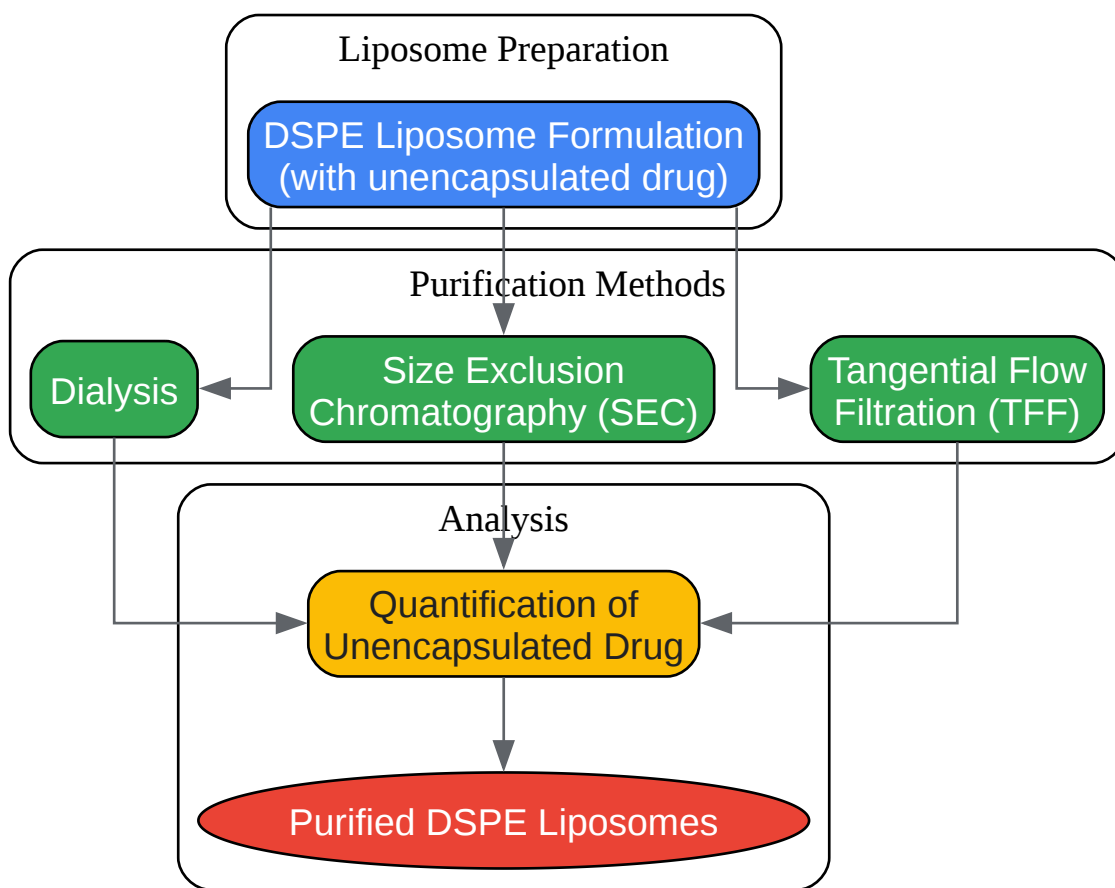 Liposome Preparation
DSPE Liposome Formulation
(with unencapsulated drug)
Purification Methods
Dialysis
Size Exclusion
Chromatography (SEC)
Tangential Flow
Filtration (TFF)
Analysis
Quantification of
Unencapsulated Drug
Purified DSPE Liposomes